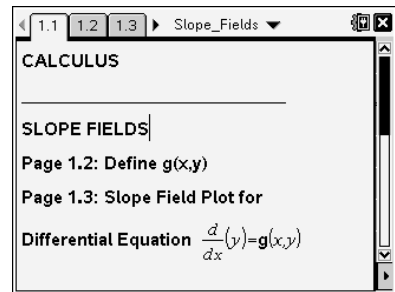 1.1 1.2 1.3 Slope_Fields
CALCULUS
SLOPE FIELDS
Page 1.2: Define g(x,y)
Page 1.3: Slope Field Plot for
Differential Equation d/dx(y)=g(x,y)